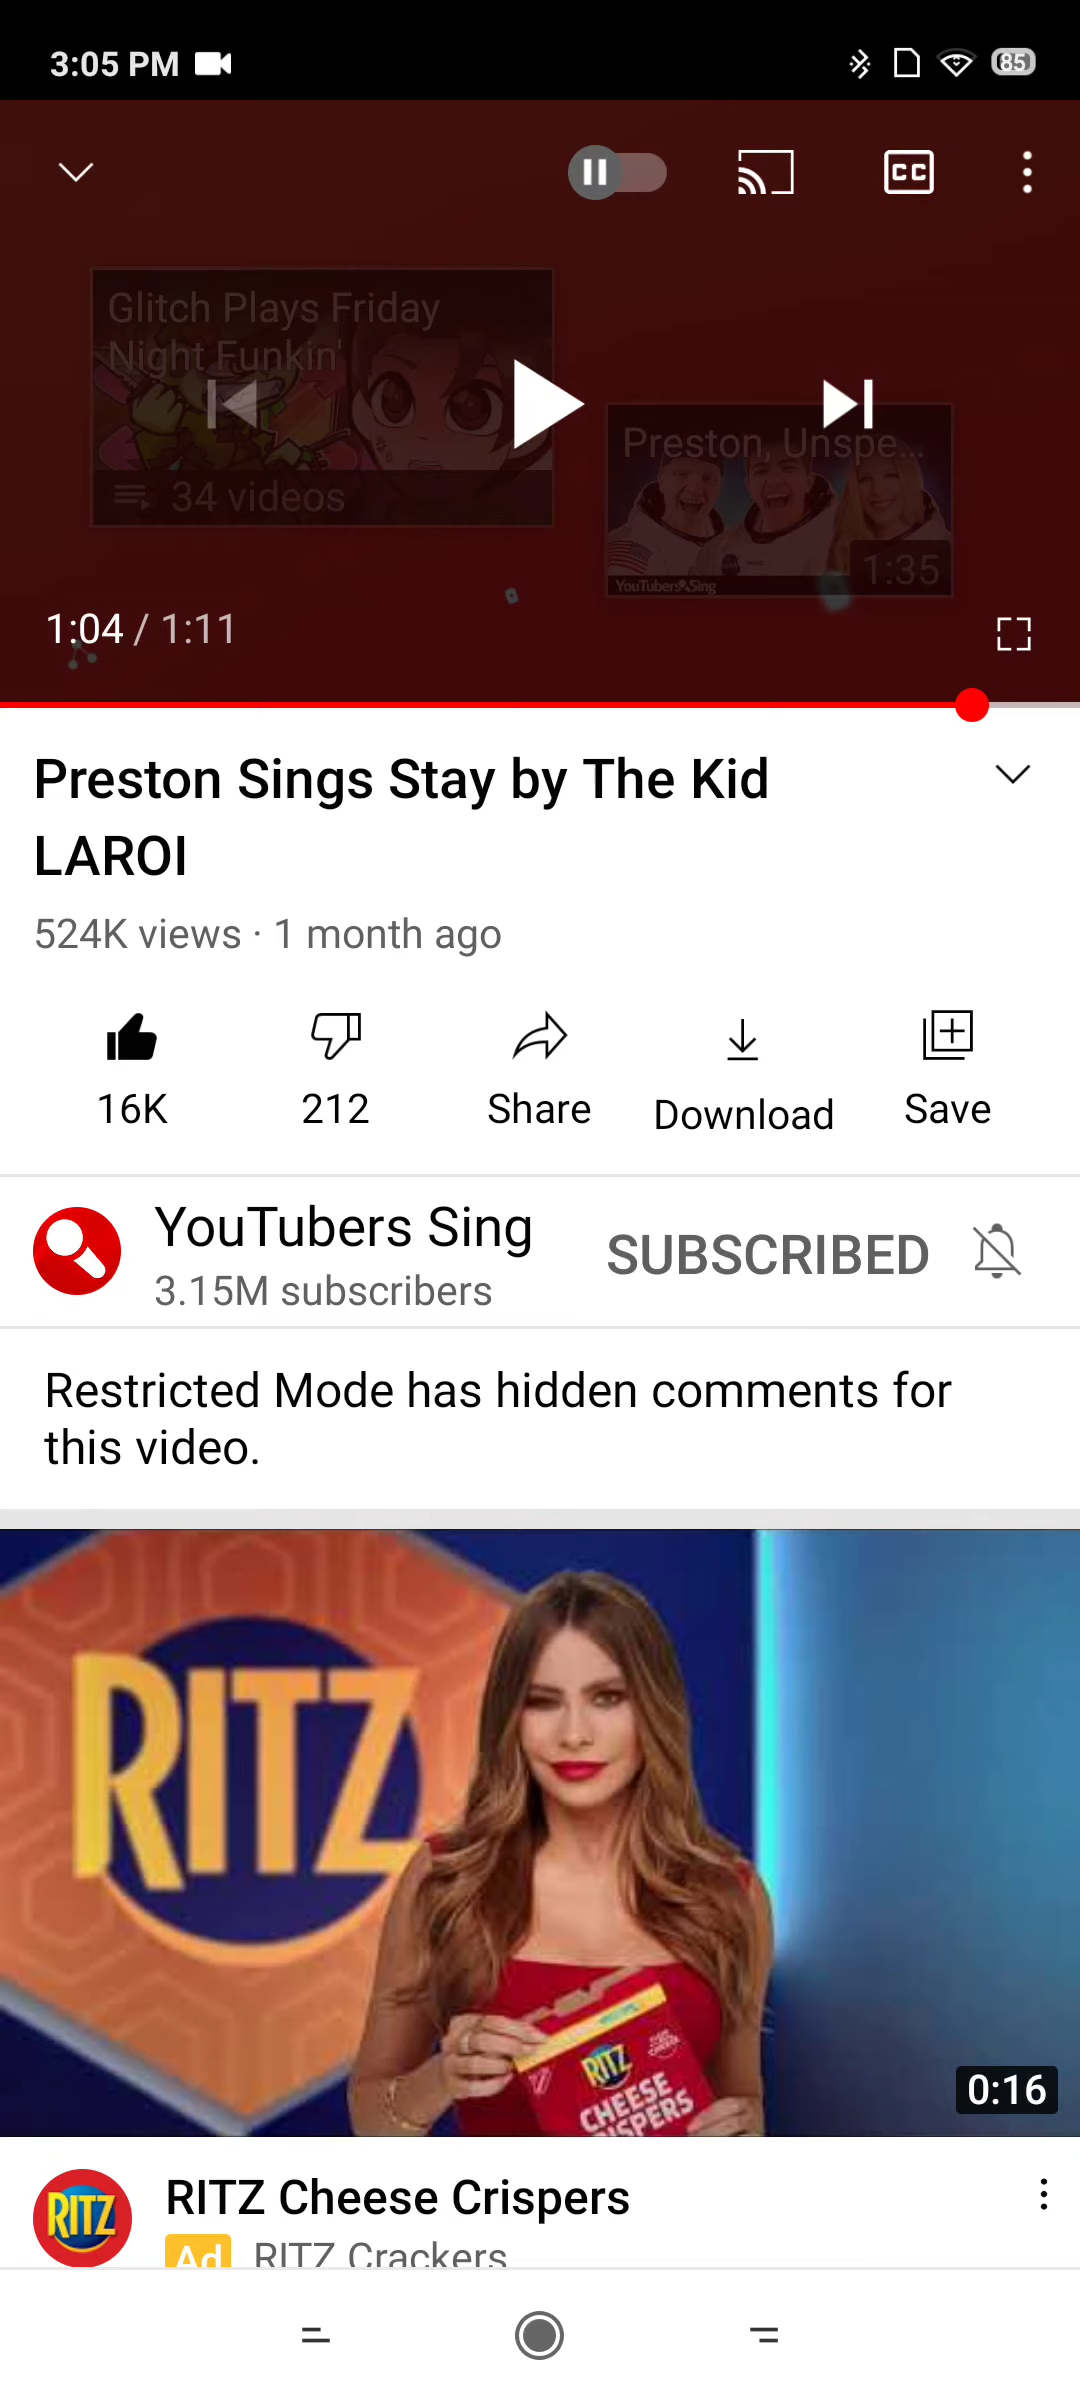 3:05 PM
85
CC
Glitch Plays Friday
Night Funkin'
34 videos
Preston, Unspe...
YouTubers Sing
1:35
1:04 / 1:11
Preston Sings Stay by The Kid
LAROI
524K views · 1 month ago
16K
212
Share
Download
Save
YouTubers Sing
3.15M subscribers
SUBSCRIBED
Restricted Mode has hidden comments for
this video.
RITZ
RITZ
CHEESE
0:16
RITZ
RITZ Cheese Crispers
Ad RITZ Crackers